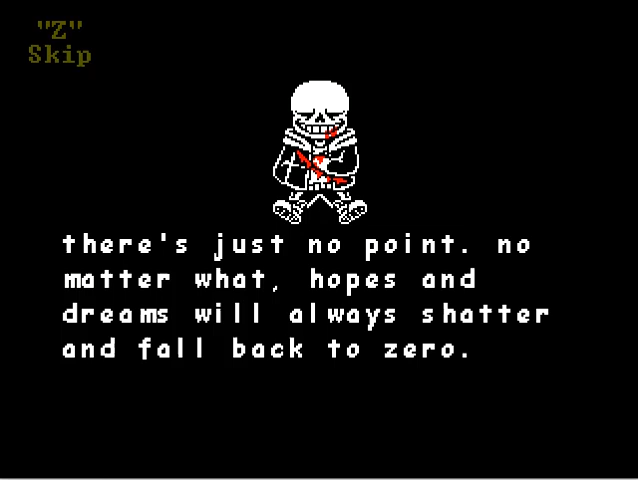 "Z"
Skip
there's just no point. no
matter what, hopes and
dreams will always shatter
and fall back to zero.